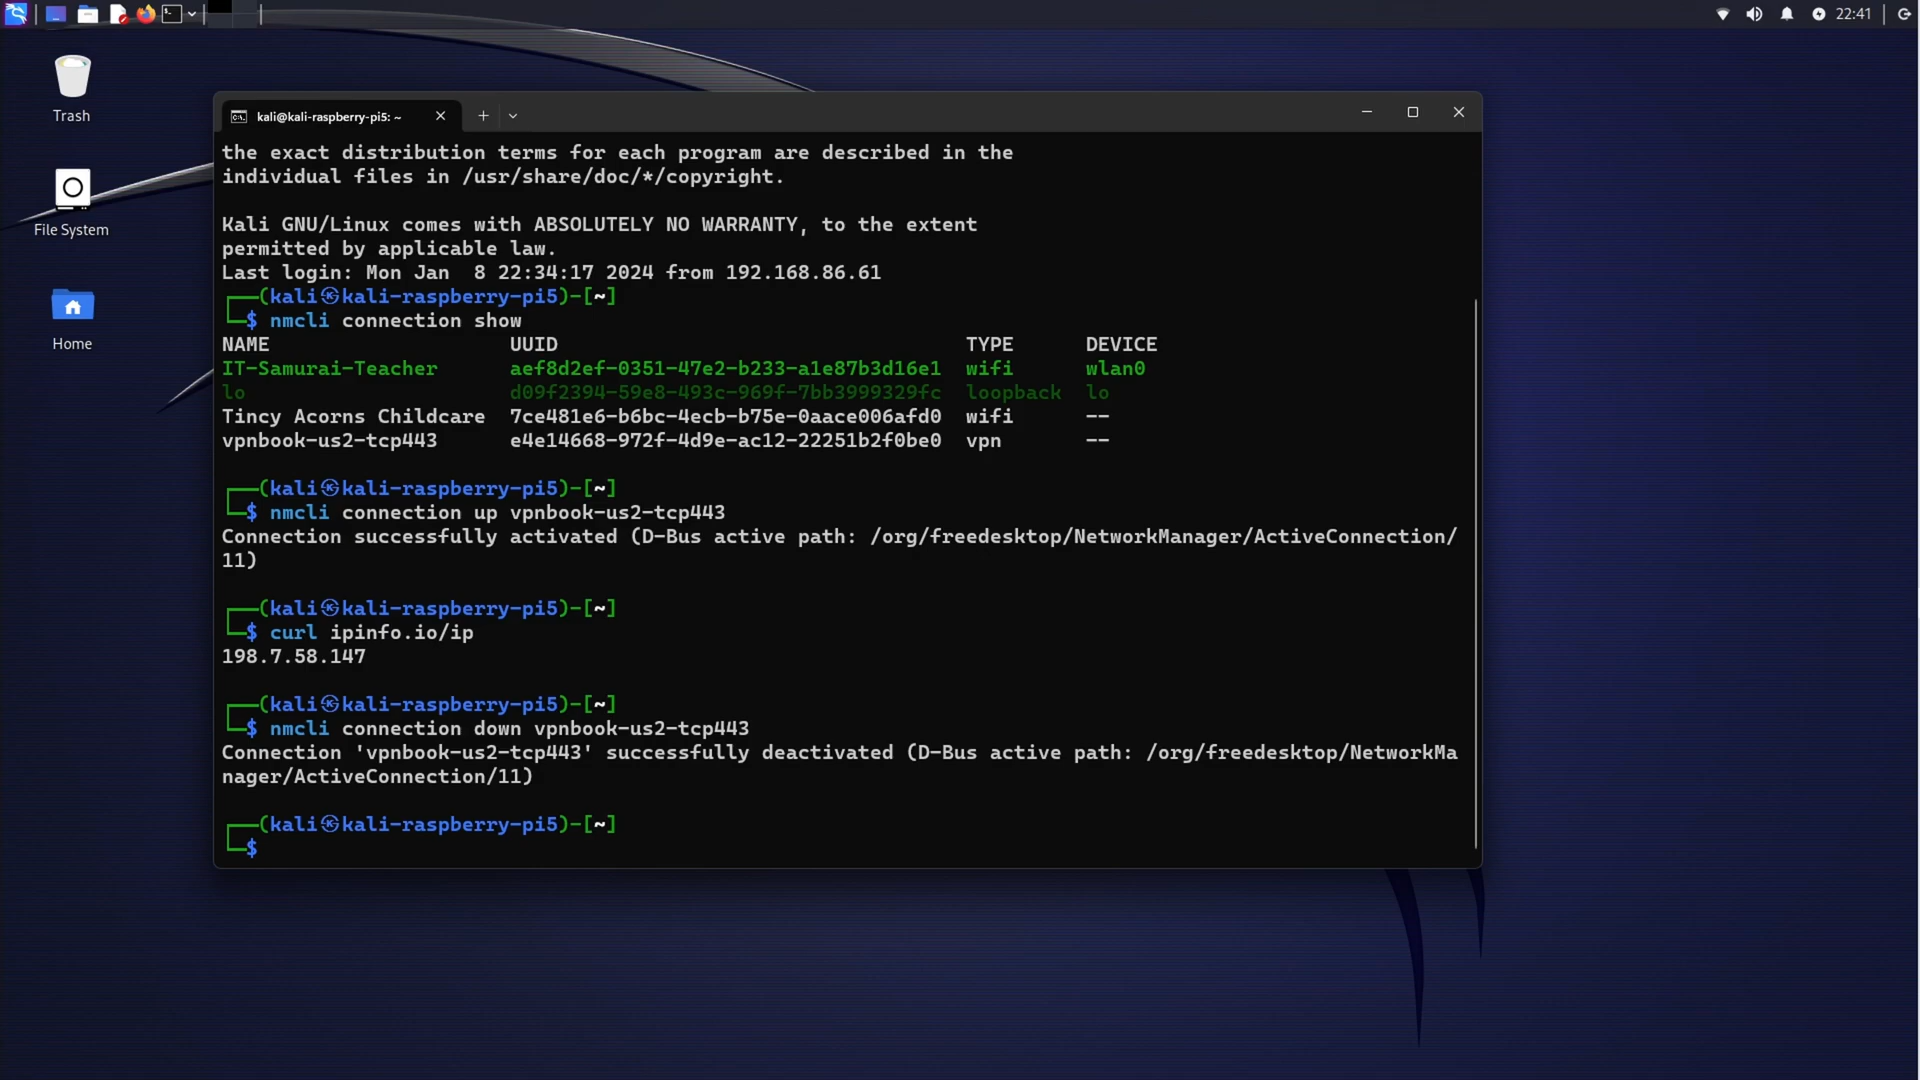 22:41
Trash
File System
Home
kali@kali-raspberry-pi5: ~
the exact distribution terms for each program are described in the
individual files in /usr/share/doc/*/copyright.
Kali GNU/Linux comes with ABSOLUTELY NO WARRANTY, to the extent
permitted by applicable law.
Last login: Mon Jan  8 22:34:17 2024 from 192.168.86.61
┌──(kali㉿kali-raspberry-pi5)-[~]
└─$ nmcli connection show
NAME                    UUID                                  TYPE      DEVICE
IT-Samurai-Teacher      aef8d2ef-0351-47e2-b233-a1e87b3d16e1  wifi      wlan0
lo                      d09f2394-59e8-493c-969f-7bb3999329fc  loopback  lo
Tincy Acorns Childcare  7ce481e6-b6bc-4ecb-b75e-0aace006afd0  wifi      --
vpnbook-us2-tcp443      e4e14668-972f-4d9e-ac12-22251b2f0be0  vpn       --
┌──(kali㉿kali-raspberry-pi5)-[~]
└─$ nmcli connection up vpnbook-us2-tcp443
Connection successfully activated (D-Bus active path: /org/freedesktop/NetworkManager/ActiveConnection/
11)
┌──(kali㉿kali-raspberry-pi5)-[~]
└─$ curl ipinfo.io/ip
198.7.58.147
┌──(kali㉿kali-raspberry-pi5)-[~]
└─$ nmcli connection down vpnbook-us2-tcp443
Connection 'vpnbook-us2-tcp443' successfully deactivated (D-Bus active path: /org/freedesktop/NetworkMa
nager/ActiveConnection/11)
┌──(kali㉿kali-raspberry-pi5)-[~]
└─$